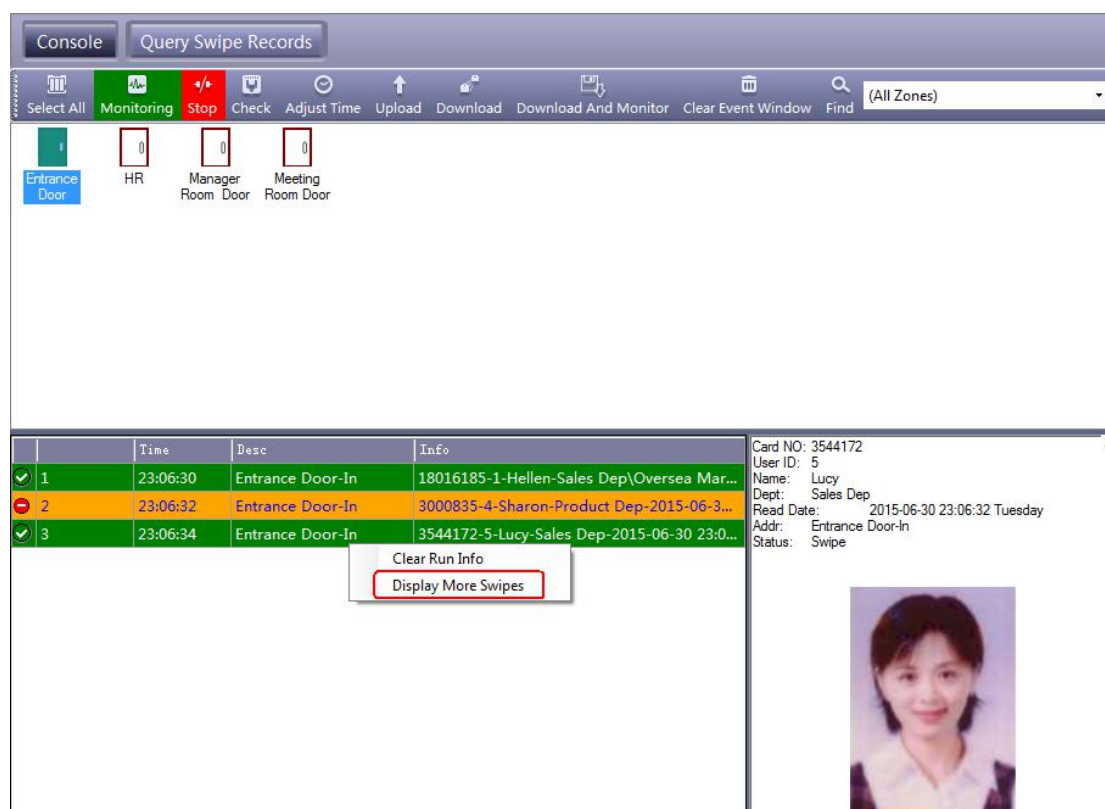 Console Query Swipe Records
Select All Monitoring Stop Check Adjust Time Upload Download Download And Monitor Clear Event Window Find (All Zones)
Entrance Door
HR
Manager Room Door
Meeting Room Door
Time Desc Info
1 23:06:30 Entrance Door-In 18016185-1-Hellen-Sales Dep\Oversea Mar...
2 23:06:32 Entrance Door-In 3000835-4-Sharon-Product Dep-2015-06-3...
3 23:06:34 Entrance Door-In 3544172-5-Lucy-Sales Dep-2015-06-30 23:0...
Clear Run Info
Display More Swipes
Card NO: 3544172
User ID: 5
Name: Lucy
Dept: Sales Dep
Read Date: 2015-06-30 23:06:32 Tuesday
Addr: Entrance Door-In
Status: Swipe